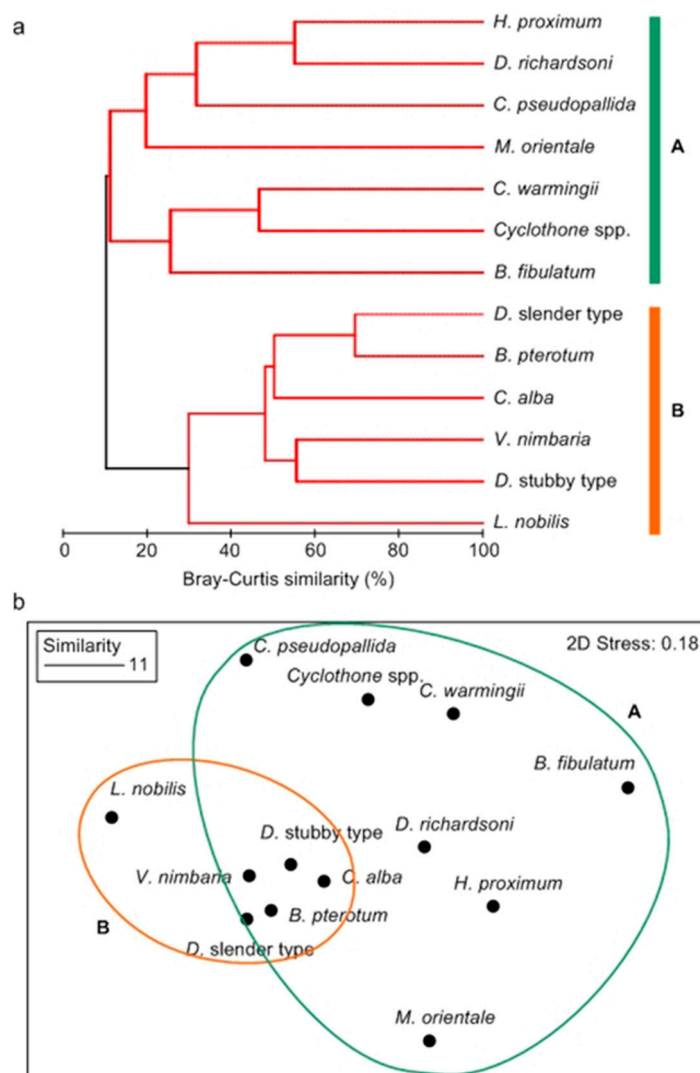 a
H. proximum
D. richardsoni
C. pseudopallida
M. orientale
A
C. warmingii
Cyclothone spp.
B. fibulatum
D. slender type
B. pterotum
C. alba
B
V. nimbaria
D. stubby type
L. nobilis
0 20 40 60 80 100
Bray-Curtis similarity (%)
b
Similarity
11
2D Stress: 0.18
C. pseudopallida
Cyclothone spp.
C. warmingii
A
B. fibulatum
L. nobilis
D. stubby type
D. richardsoni
V. nimbaria
C. alba
H. proximum
B
B. pterotum
D. slender type
M. orientale